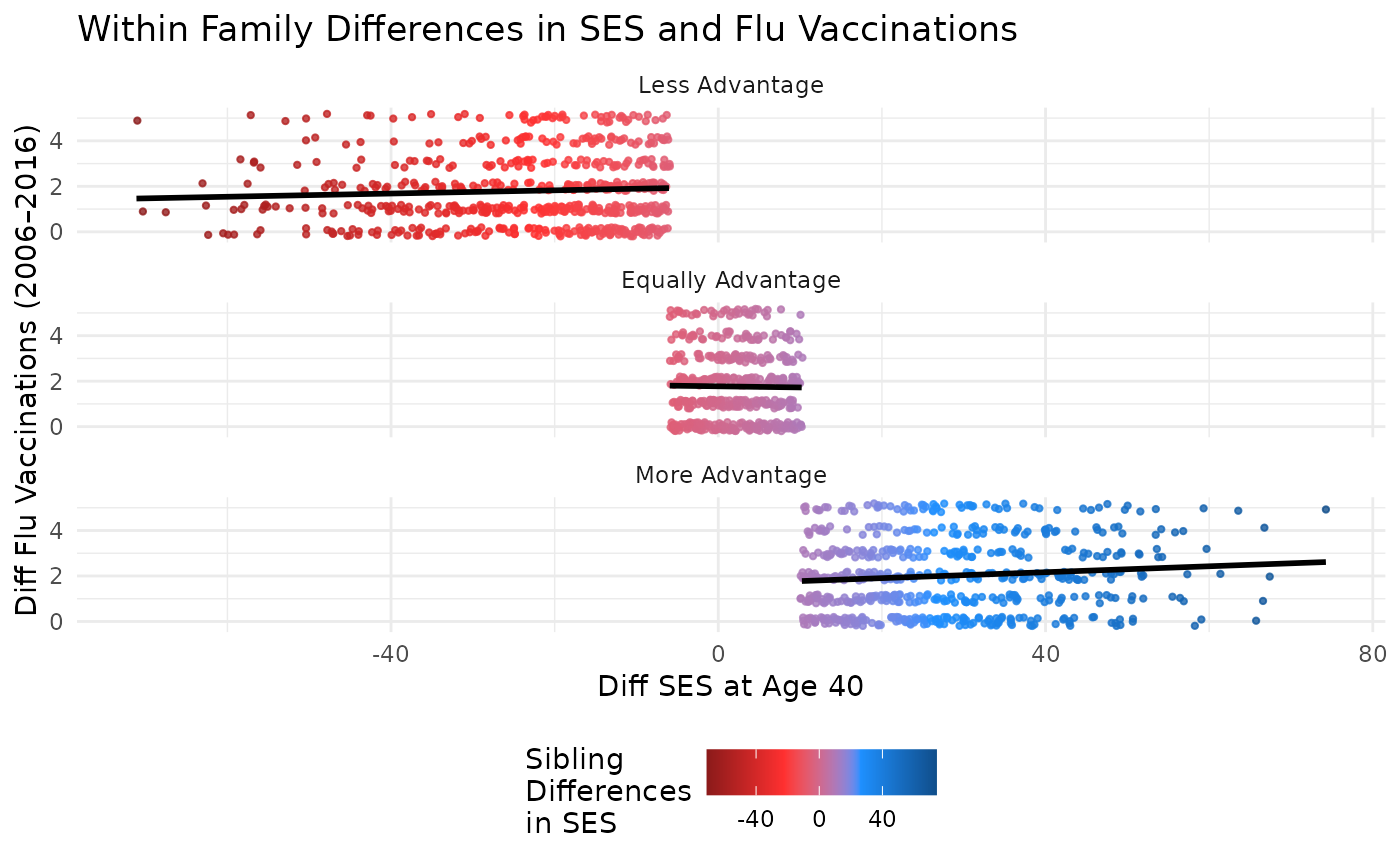 Within Family Differences in SES and Flu Vaccinations
Less Advantage
4
2
0
Equally Advantage
4
2
0
More Advantage
4
2
0
-40
0
40
80
Diff Flu Vaccinations (2006–2016)
Diff SES at Age 40
Sibling
Differences
in SES
-40
0
40